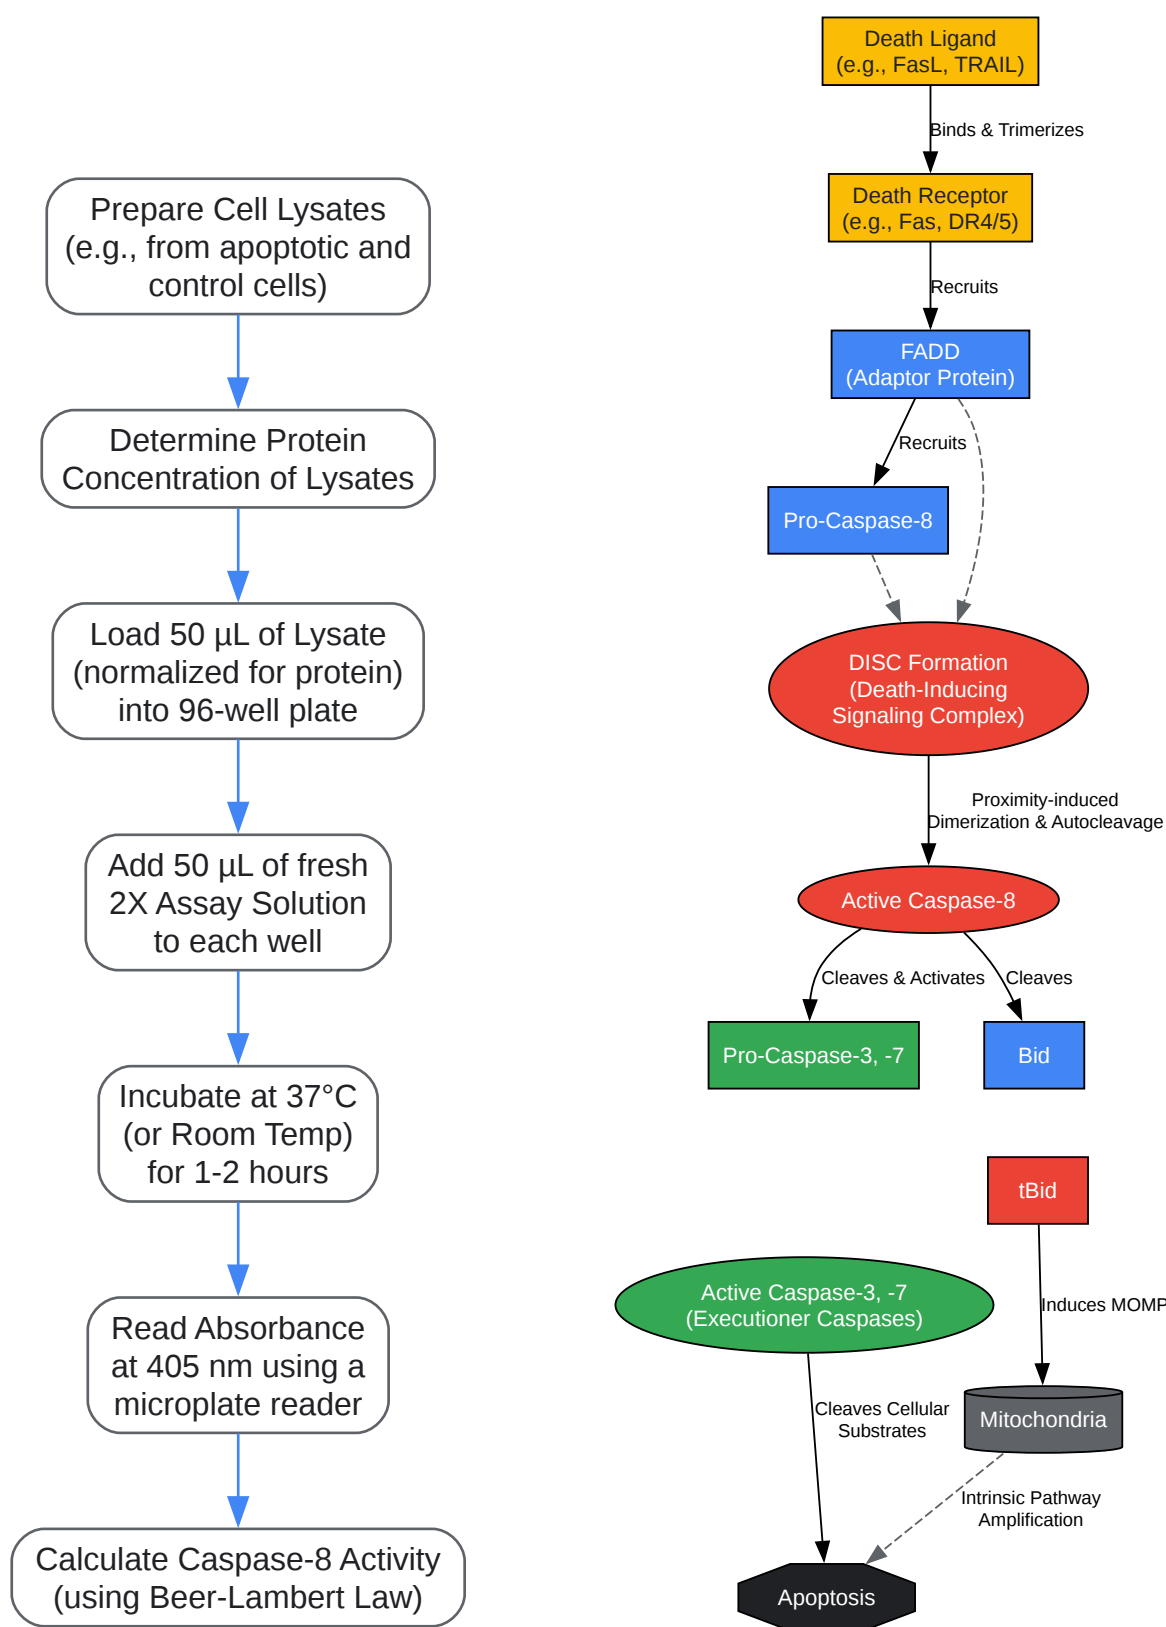 Prepare Cell Lysates
(e.g., from apoptotic and
control cells)
Determine Protein
Concentration of Lysates
Load 50 µL of Lysate
(normalized for protein)
into 96-well plate
Add 50 µL of fresh
2X Assay Solution
to each well
Incubate at 37°C
(or Room Temp)
for 1-2 hours
Read Absorbance
at 405 nm using a
microplate reader
Calculate Caspase-8 Activity
(using Beer-Lambert Law)
Death Ligand
(e.g., FasL, TRAIL)
Binds & Trimerizes
Death Receptor
(e.g., Fas, DR4/5)
Recruits
FADD
(Adaptor Protein)
Recruits
Pro-Caspase-8
DISC Formation
(Death-Inducing
Signaling Complex)
Proximity-induced
Dimerization & Autocleavage
Active Caspase-8
Cleaves & Activates
Cleaves
Pro-Caspase-3, -7
Bid
tBid
Active Caspase-3, -7
(Executioner Caspases)
Induces MOMP
Cleaves Cellular
Substrates
Mitochondria
Intrinsic Pathway
Amplification
Apoptosis